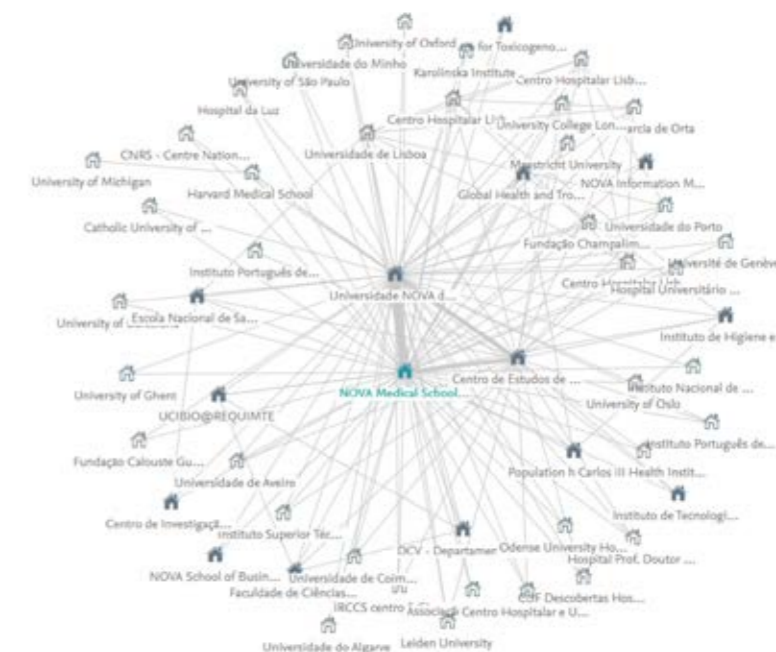 University of Oxford
for Toxicogeno...
Universidade do Minho
Karolinska Institute
Centro Hospitalar Lisb...
University of São Paulo
Hospital da Luz
Centro Hospitalar Lisb...
University College Lon...
arcia de Orta
CNRS - Centre Nation...
Universidade de Lisboa
Maastricht University
University of Michigan
NOVA Information M...
Harvard Medical School
Global Health and Tro...
Catholic University of ...
Universidade do Porto
Fundação Champalim...
Université de Genève
Instituto Português de...
Centro Hospitalar
Universidade NOVA d...
Hospital Universitário ...
University of
Escola Nacional de Sa...
Instituto de Higiene e
Centro de Estudos de ...
NOVA Medical School...
Instituto Nacional de ...
University of Ghent
University of Oslo
UCIBIO@REQUIMTE
Instituto Português de...
Fundação Calouste Gu...
Population h
Carlos III Health Instit...
Universidade de Aveiro
Instituto de Tecnologi...
Centro de Investigaçã...
Instituto Superior Téc...
DCV - Departamen
Odense University Ho...
Hospital Prof. Doutor ...
NOVA School of Busin...
Universidade de Coim...
Faculdade de Ciências...
CUF Descobertas Hos...
IRCCS centro
Associaçã
Centro Hospitalar e U...
Universidade do Algarve
Leiden University